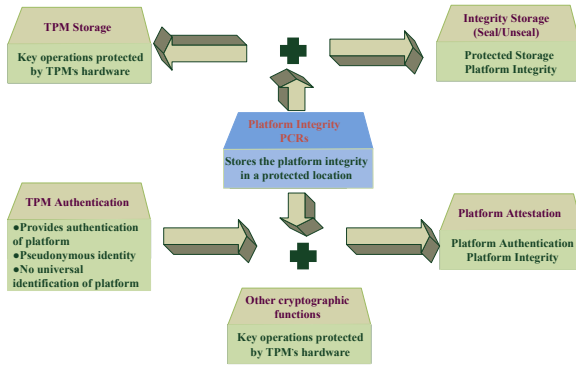 TPM Storage
Key operations protected
by TPM's hardware
Integrity Storage
(Seal/Unseal)
Protected Storage
Platform Integrity
Platform Integrity
PCRs
Stores the platform integrity
in a protected location
TPM Authentication
●Provides authentication
of platform
●Pseudonymous identity
●No universal
identification of platform
Platform Attestation
Platform Authentication
Platform Integrity
Other cryptographic
functions
Key operations protected
by TPM's hardware